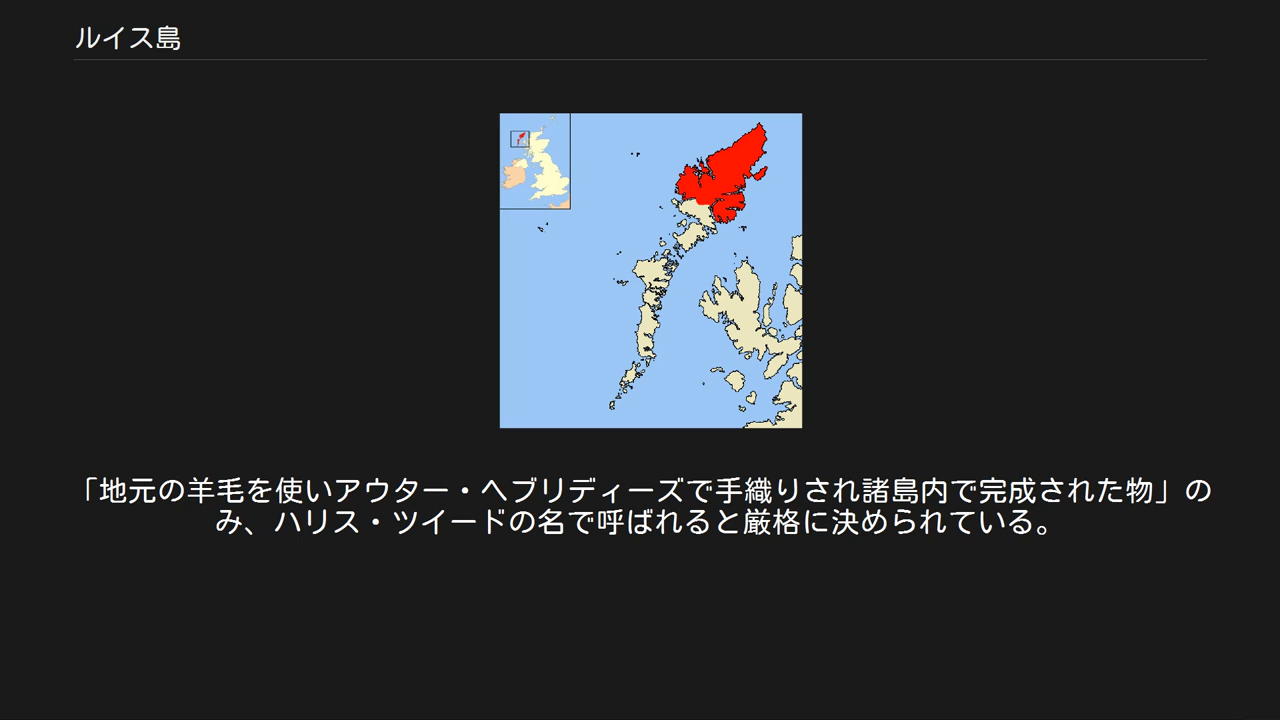 ルイス島
「地元の羊毛を使いアウター・ヘブリディーズで手織りされ諸島内で完成された物」の
み、ハリス・ツイードの名で呼ばれると厳格に決められている。